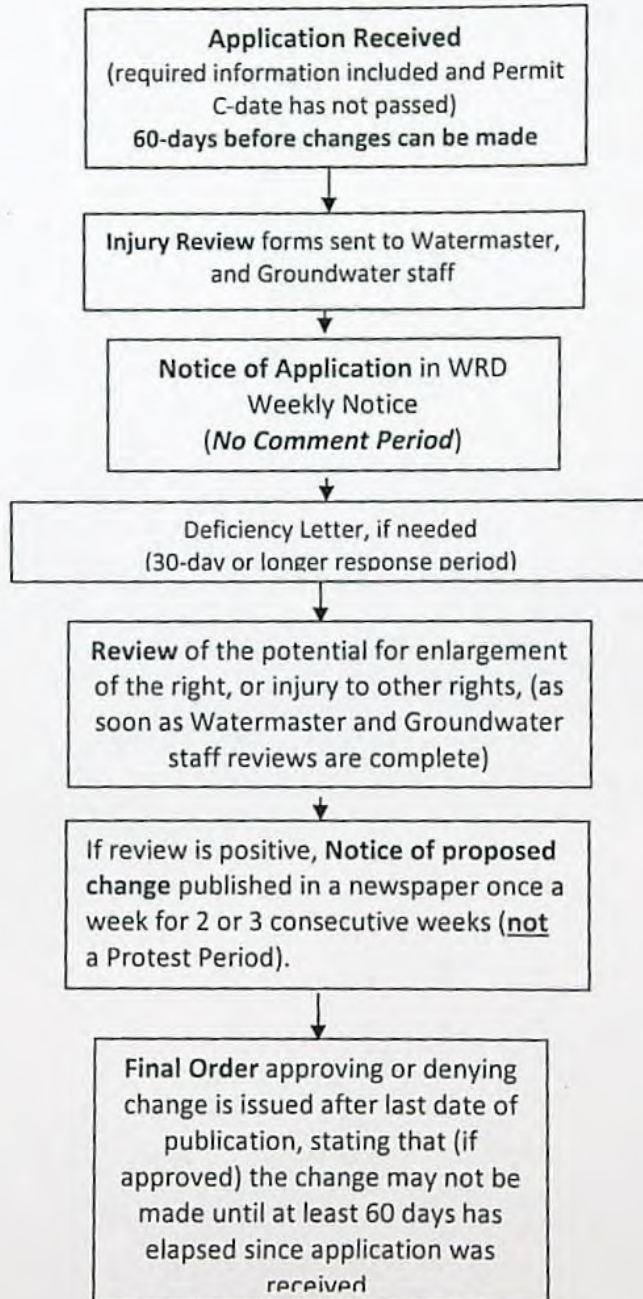 Application Received
(required information included and Permit
C-date has not passed)
60-days before changes can be made
Injury Review forms sent to Watermaster,
and Groundwater staff
Notice of Application in WRD
Weekly Notice
(No Comment Period)
Deficiency Letter, if needed
(30-day or longer response period)
Review of the potential for enlargement
of the right, or injury to other rights, (as
soon as Watermaster and Groundwater
staff reviews are complete)
If review is positive, Notice of proposed
change published in a newspaper once a
week for 2 or 3 consecutive weeks (not
a Protest Period).
Final Order approving or denying
change is issued after last date of
publication, stating that (if
approved) the change may not be
made until at least 60 days has
elapsed since application was
received